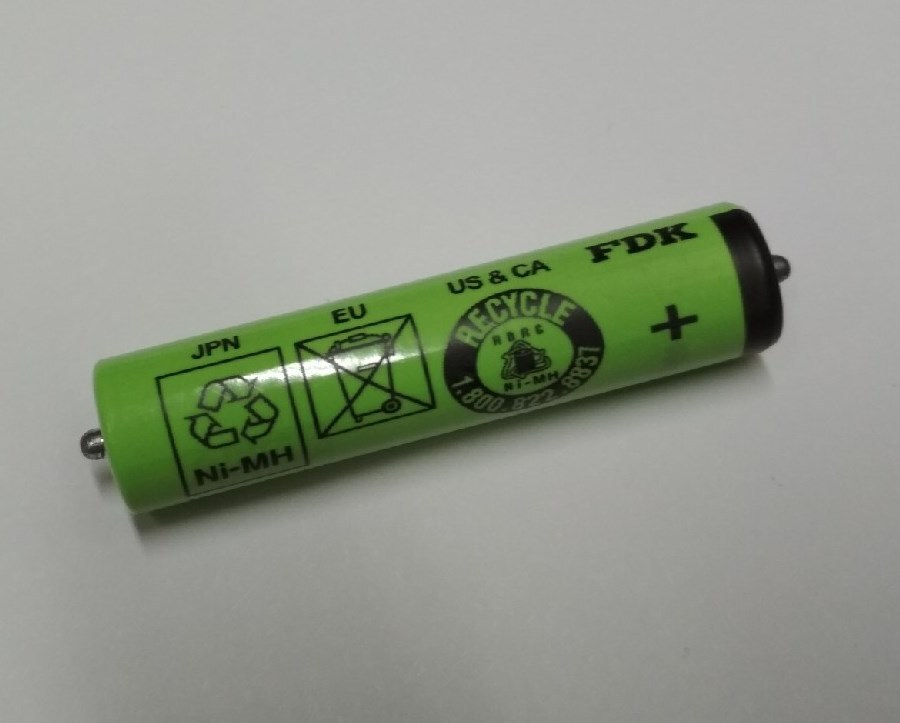 JPN
Ni-MH
EU
US & CA
RECYCLE
RBRC
Ni-MH
1.800.822.8837
FDK
+